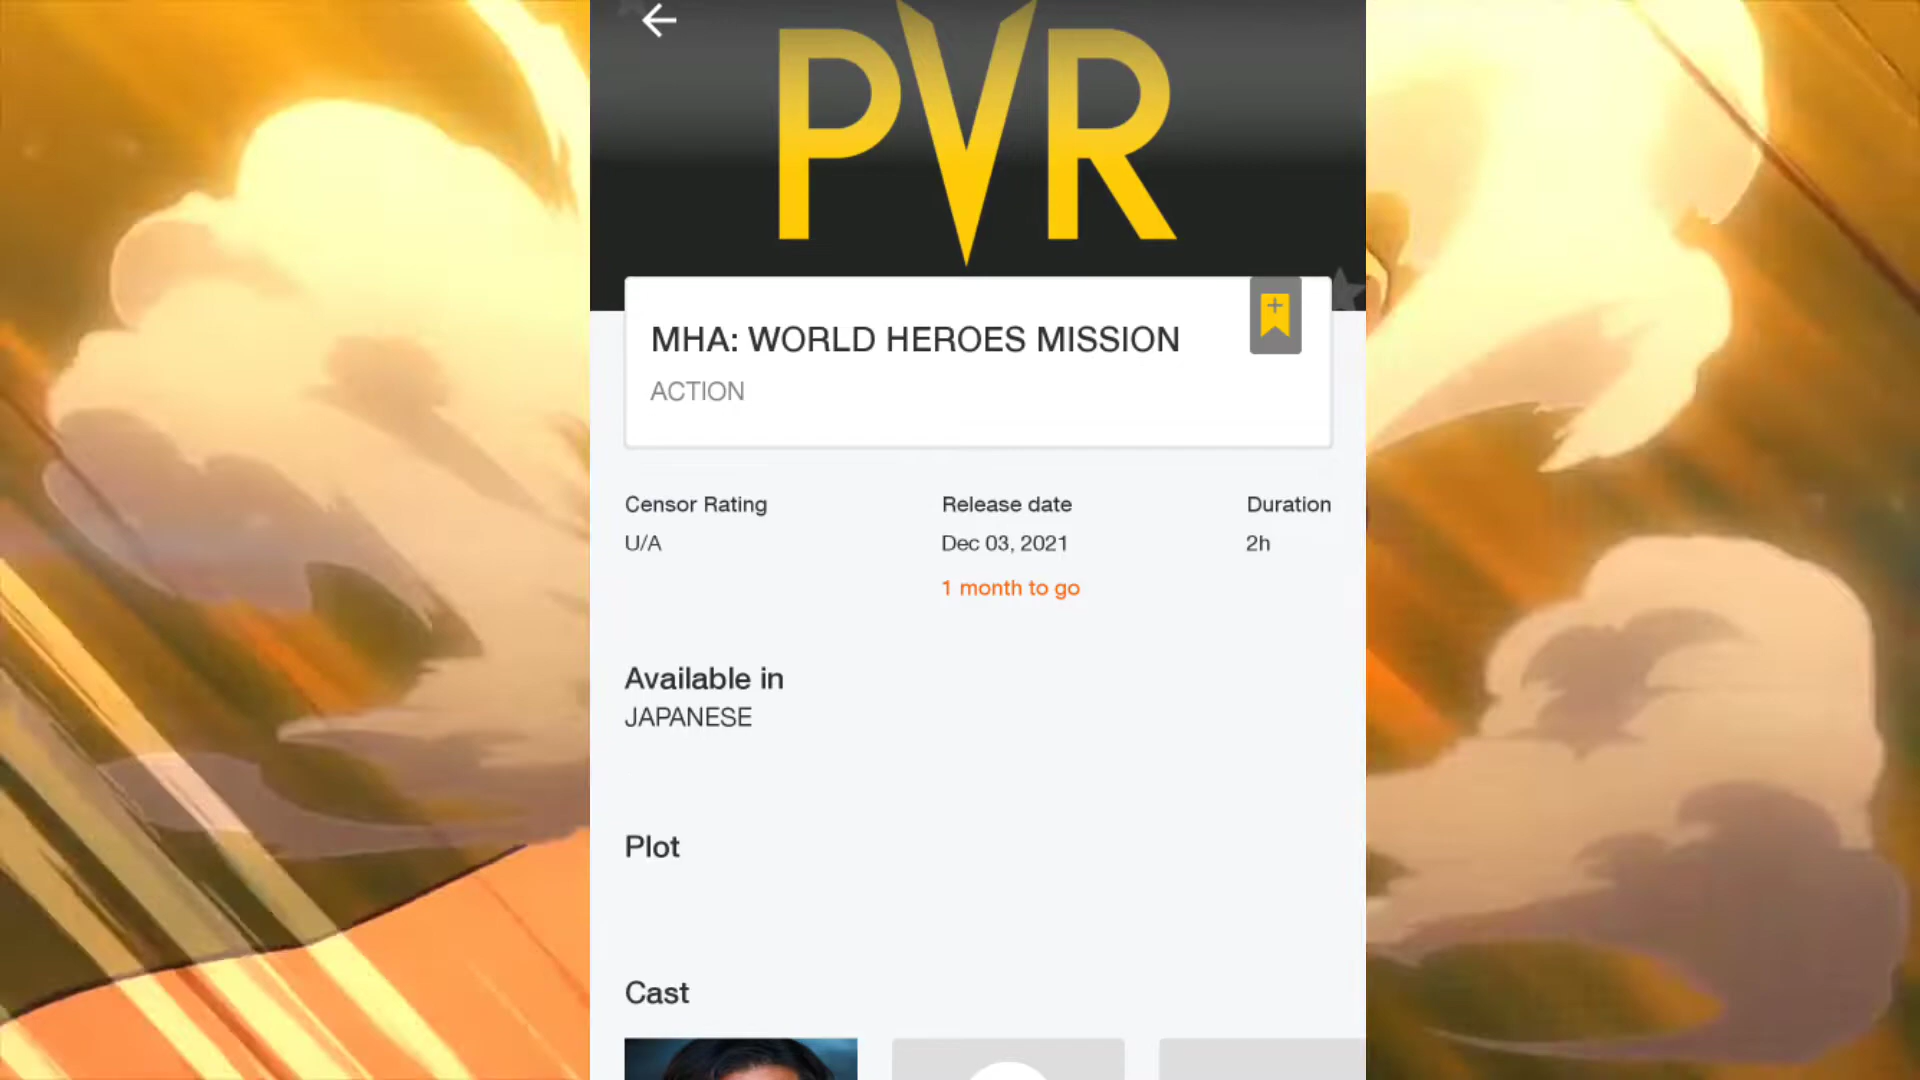 PVR
MHA: WORLD HEROES MISSION
ACTION
Censor Rating
U/A
Release date
Dec 03, 2021
1 month to go
Duration
2h
Available in
JAPANESE
Plot
Cast